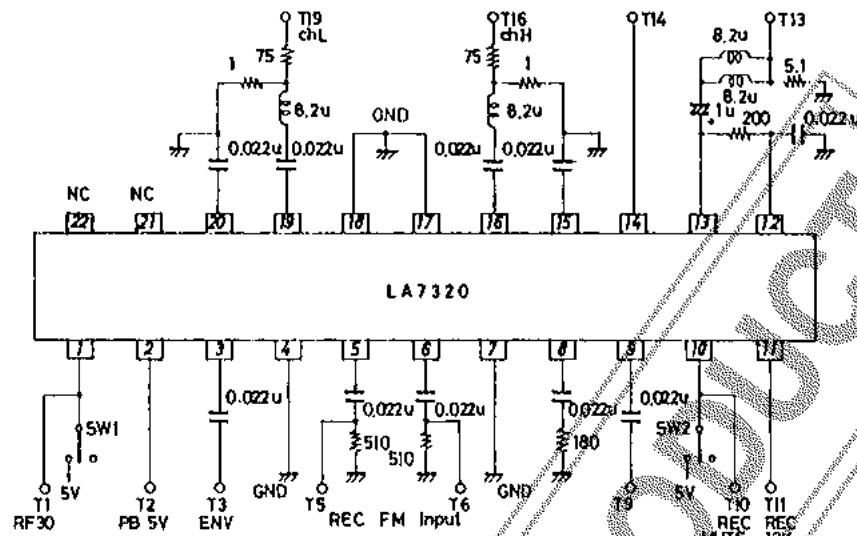 T19 T16 T14 T13
chL chH
75 75 8.2u
1 1 5.1
8.2u 8.2u 8.2u
GND .1u 200 0.022u
0.022u 0.022u 0.022u 0.022u
NC NC
22 21 20 19 18 17 16 15 14 13 12
LA7320
1 2 3 4 5 6 7 8 9 10 11
0.022u 0.022u 0.022u 0.022u 0.022u
SW1 510 510 180 SW2
5V GND GND 5V
T1 T2 T3 T5 T6 T9 T10 T11
RF30 PB 5V ENV REC FM Input REC REC